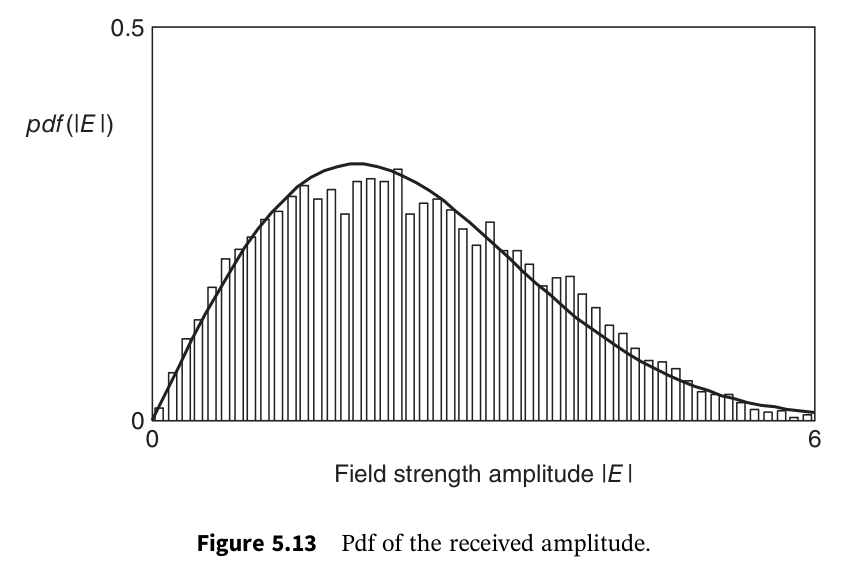 0.5
pdf(|E|)
0
0
6
Field strength amplitude |E|
Figure 5.13 Pdf of the received amplitude.